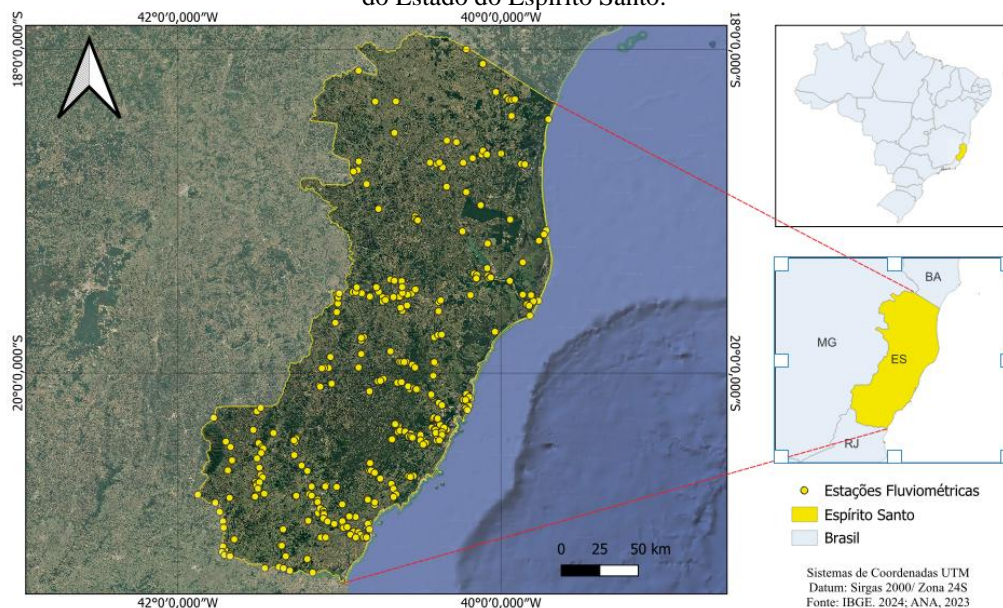 do Estado do Espírito Santo.
42°0'0,000"W
40°0'0,000"W
18°0'0,000"S
18°0'0,000"S
20°0'0,000"S
20°0'0,000"S
0 25 50 km
42°0'0,000"W
40°0'0,000"W
BA
MG
ES
RJ
Estações Fluviométricas
Espírito Santo
Brasil
Sistemas de Coordenadas UTM
Datum: Sirgas 2000/ Zona 24S
Fonte: IBGE, 2024; ANA, 2023